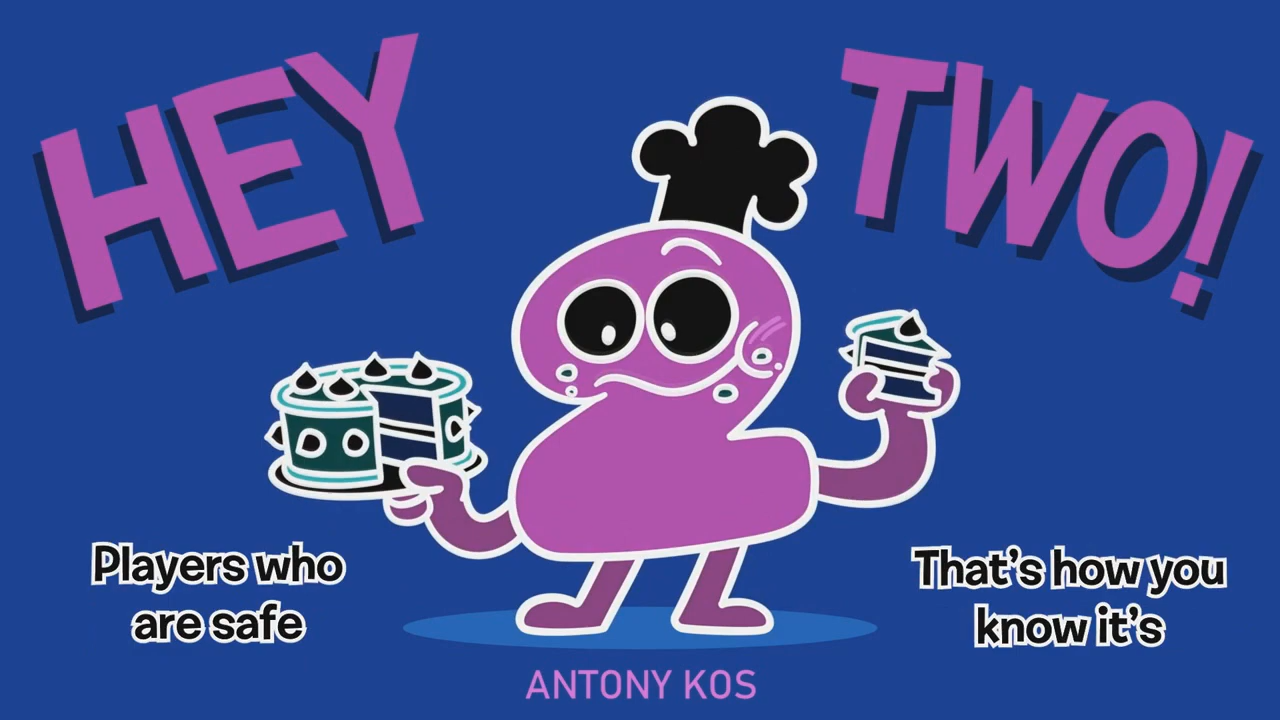 HEY TWO!
Players who
are safe
That's how you
know it's
ANTONY KOS